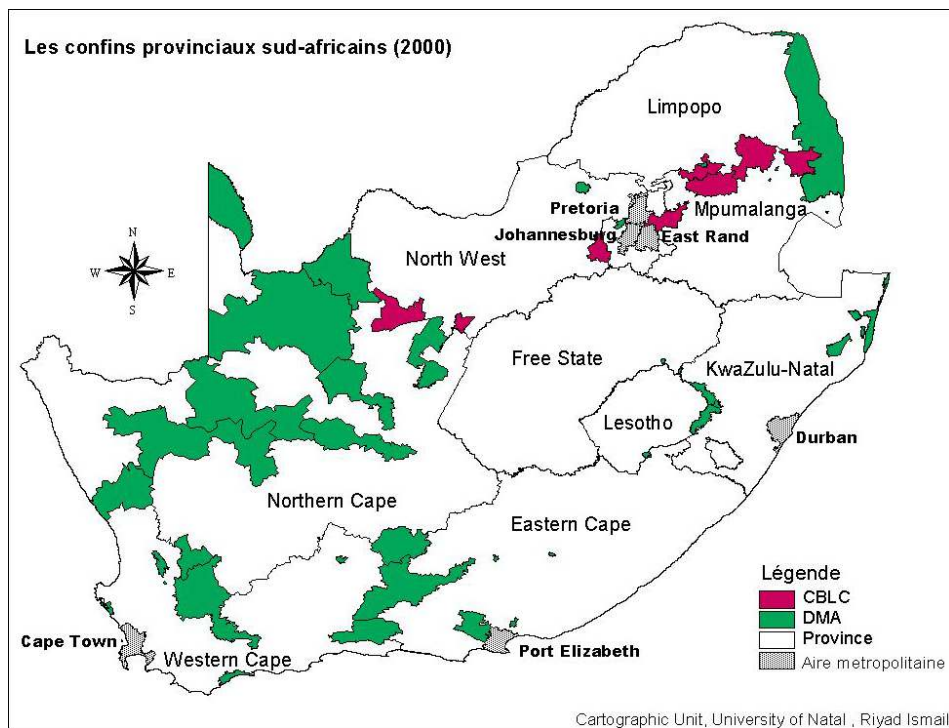 Les confins provinciaux sud-africains (2000)
Limpopo
Pretoria
Mpumalanga
Johannesburg
East Rand
North West
N
W
E
S
Free State
KwaZulu-Natal
Lesotho
Durban
Northern Cape
Eastern Cape
Légende
CBLC
DMA
Province
Aire metropolitaine
Cape Town
Western Cape
Port Elizabeth
Cartographic Unit, University of Natal , Riyad Ismail